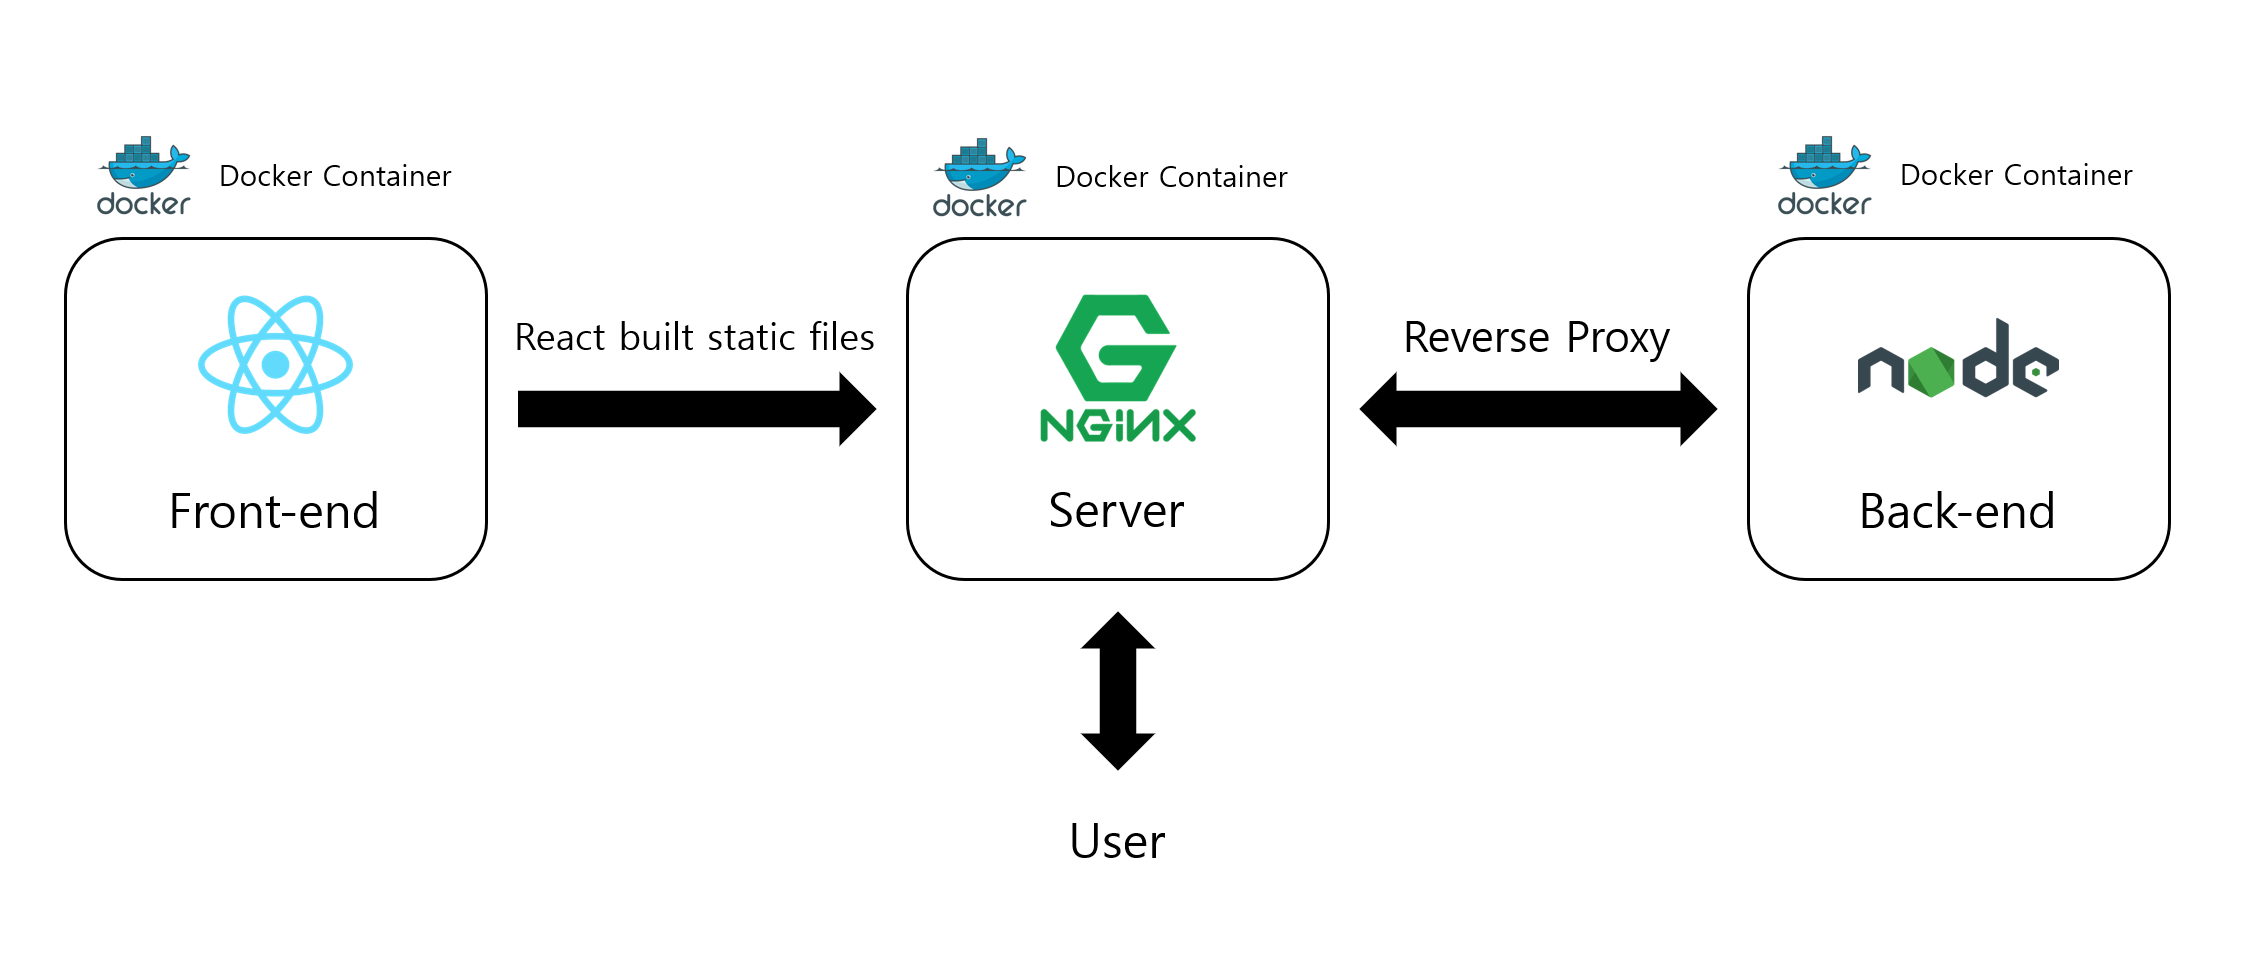 docker Docker Container
docker Docker Container
docker Docker Container
React built static files
Reverse Proxy
NGiNX
node
Front-end
Server
Back-end
User